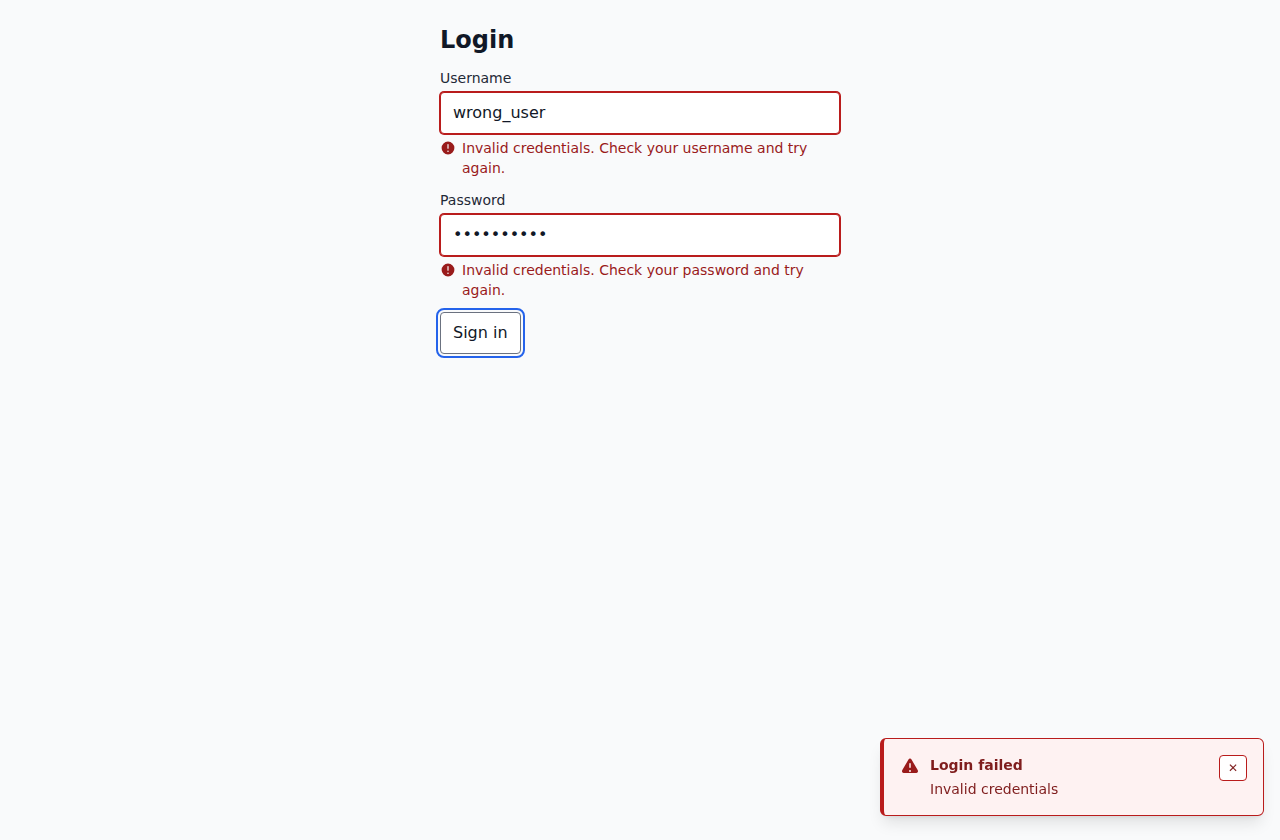 Login
Username
wrong_user
Invalid credentials. Check your username and try
again.
Password
••••••••••
Invalid credentials. Check your password and try
again.
Sign in
Login failed
Invalid credentials
✕